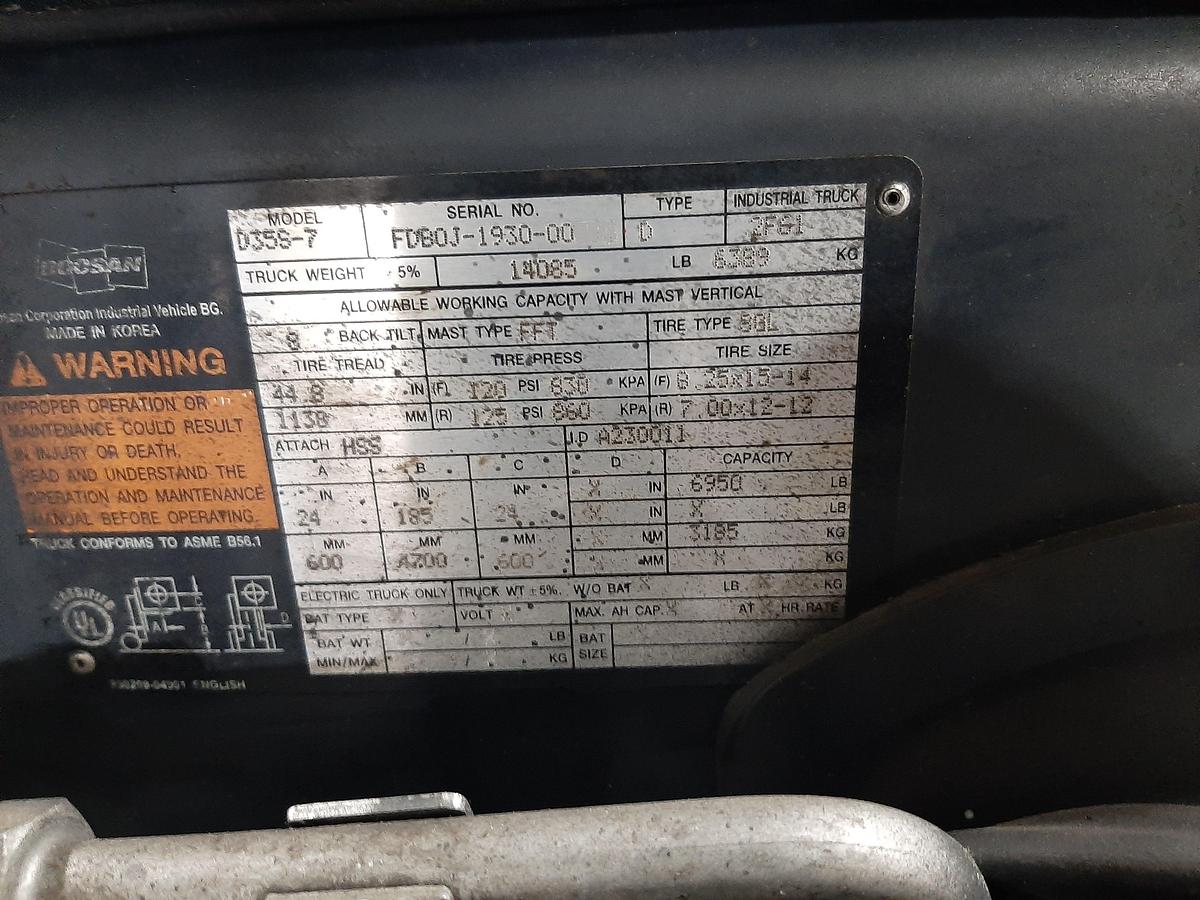 MODEL SERIAL NO. TYPE INDUSTRIAL TRUCK
D35S-7 FDB0J-1930-00 D 2F61
TRUCK WEIGHT 5% 14085 LB 6389 KG
ALLOWABLE WORKING CAPACITY WITH MAST VERTICAL
8 BACK TILT MAST TYPE FFT TIRE TYPE
TIRE TREAD TIRE PRESS TIRE SIZE
44.8 IN (F) 120 PSI 830 KPA (F) 8.25x15-14
1138 MM (R) 125 PSI 860 KPA (R) 7.00x12-12
ATTACH HSS I.D A230011
A B C D CAPACITY
IN IN IN X IN 6950 LB
24 185 24 X IN X LB
MM MM MM X MM 3185 KG
600 4700 600 MM X KG
ELECTRIC TRUCK ONLY TRUCK WT ±5%. W/O BAT X LB X KG
BAT TYPE VOLT MAX. AH CAP. X AT X HR RATE
BAT WT / LB BAT
MIN/MAX / KG SIZE
DOOSAN
Corporation Industrial Vehicle BG.
MADE IN KOREA
WARNING
IMPROPER OPERATION OR
MAINTENANCE COULD RESULT
IN INJURY OR DEATH,
READ AND UNDERSTAND THE
OPERATION AND MAINTENANCE
MANUAL BEFORE OPERATING.
TRUCK CONFORMS TO ASME B56.1
CLASSIFIED
UL
A
D
ENGLISH